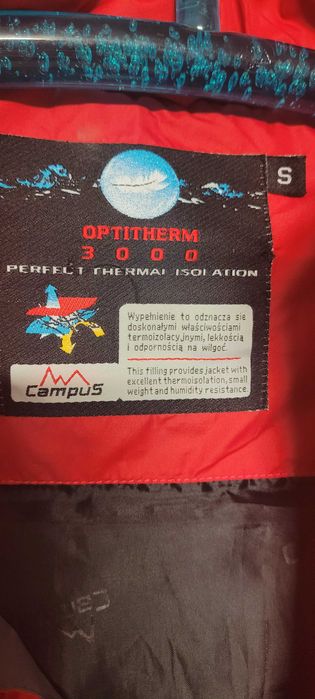 S
OPTITHERM
3000
PERFECT THERMAL ISOLATION
Wypełnienie to odznacza sie
doskonałymi właściwościami
termoizolacyjnymi, lekkością
i odpornością na wilgoć.
This filling provides jacket with
excellent thermoisolation, small
weight and humidity resistance.
CampuS